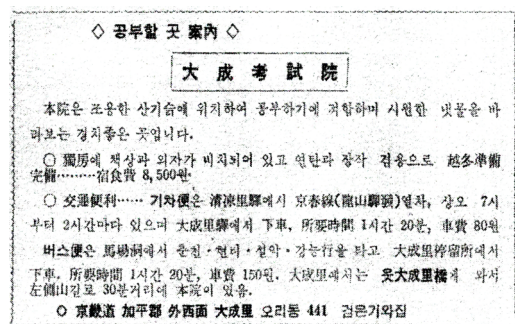 ◇ 공부할 곳 案內 ◇
大成考試院
本院은 조용한 산기슭에 위치하여 공부하기에 적합하며 시원한 냇물을 바
라보는 경치좋은 곳입니다.
○ 獨房에 책상과 의자가 비치되어 있고 연탄과 장작 겸용으로 越冬準備
完備………宿食費 8,500원
○ 交通便利…… 기차便은 淸凉里驛에서 京春線(龍山驛發)열차, 상오 7시
부터 2시간마다 있으며 大成里驛에서 下車, 所要時間 1시간 20分, 車費 80원
버스便은 馬場洞에서 춘천·현리·설악·강능行을 타고 大成里停留所에서
下車, 所要時間 1시간 20分, 車費 150원. 大成里에서는 윗大成里橋에 와서
左側山길로 30분거리에 本院이 있음.
○ 京畿道 加平郡 外西面 大成里 오리동 441 검은기와집